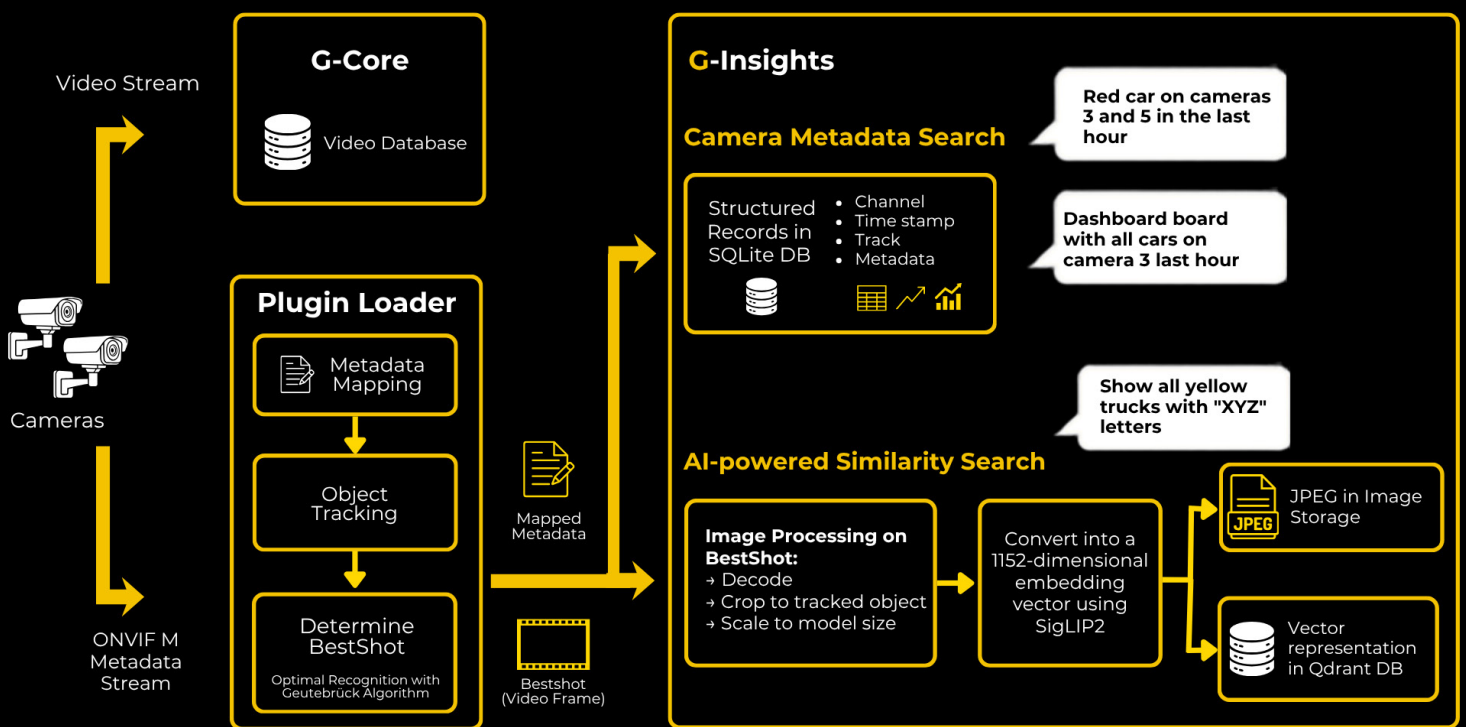 Video Stream
G-Core
Video Database
Cameras
ONVIF M
Metadata
Stream
Plugin Loader
Metadata
Mapping
Object
Tracking
Determine
BestShot
Optimal Recognition with
Geutebrück Algorithm
Mapped
Metadata
Bestshot
(Video Frame)
G-Insights
Camera Metadata Search
Red car on cameras
3 and 5 in the last
hour
Structured
Records in
SQLite DB
• Channel
• Time stamp
• Track
• Metadata
Dashboard board
with all cars on
camera 3 last hour
Show all yellow
trucks with "XYZ"
letters
AI-powered Similarity Search
Image Processing on
BestShot:
→ Decode
→ Crop to tracked object
→ Scale to model size
Convert into a
1152-dimensional
embedding
vector using
SigLIP2
JPEG
JPEG in Image
Storage
Vector
representation
in Qdrant DB